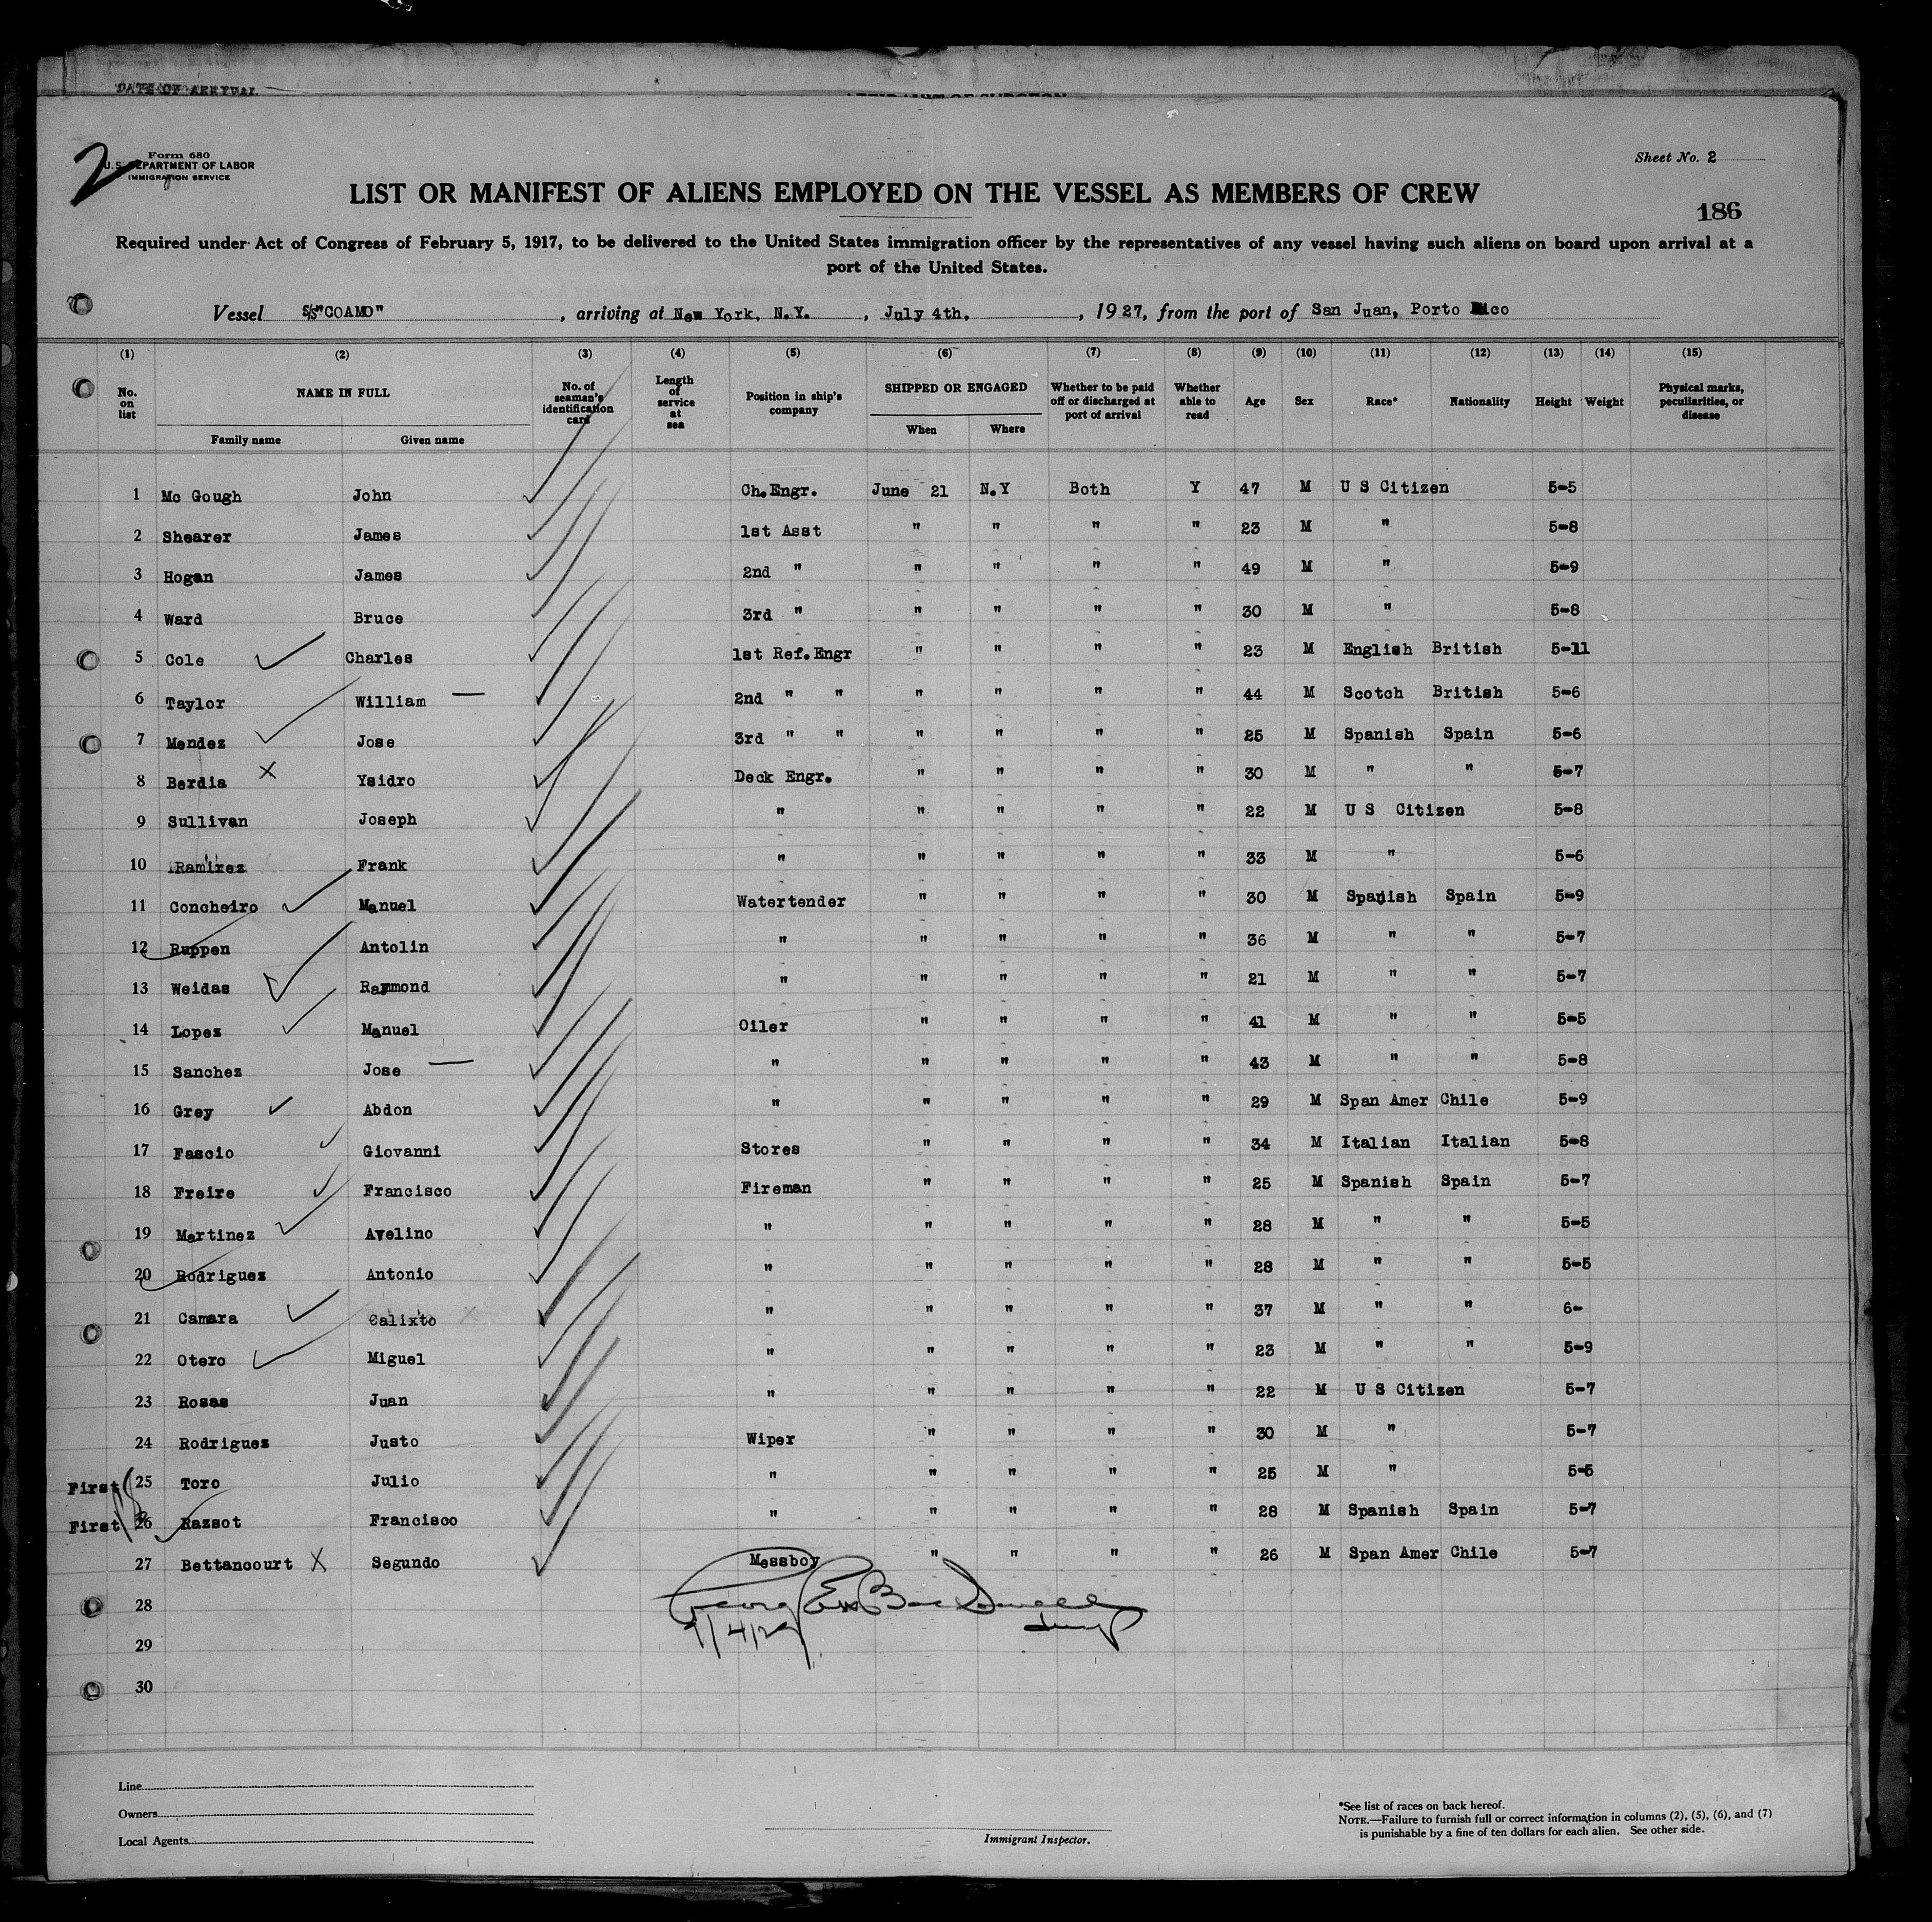 DATE OF ARRIVAL
AFFIDAVIT OF SURGEON
2
Form 680
U.S. DEPARTMENT OF LABOR
IMMIGRATION SERVICE
Sheet No. 2
LIST OR MANIFEST OF ALIENS EMPLOYED ON THE VESSEL AS MEMBERS OF CREW
186
Required under Act of Congress of February 5, 1917, to be delivered to the United States immigration officer by the representatives of any vessel having such aliens on board upon arrival at a
port of the United States.
Vessel S/S"COAMO", arriving at New York, N.Y., July 4th, , 1927, from the port of San Juan, Porto Rico
(1) (2) (3) (4) (5) (6) (7) (8) (9) (10) (11) (12) (13) (14) (15)
No. on list NAME IN FULL Family name Given name No. of seaman's identification card Length of service at sea Position in ship's company SHIPPED OR ENGAGED When Where Whether to be paid off or discharged at port of arrival Whether able to read Age Sex Race* Nationality Height Weight Physical marks, peculiarities, or disease
1 Mc Gough John Ch.Engr. June 21 N.Y Both Y 47 M U S Citizen 5-5
2 Shearer James 1st Asst " " " " 23 M " 5-8
3 Hogan James 2nd " " " " " 49 M " 5-9
4 Ward Bruce 3rd " " " " " 30 M " 5-8
5 Cole Charles 1st Ref.Engr " " " " 23 M English British 5-11
6 Taylor William 2nd " " " " " " 44 M Scotch British 5-6
7 Mendez Jose 3rd " " " " " " 25 M Spanish Spain 5-6
8 Berdia X Ysidro Deck Engr. " " " " 30 M " " 5-7
9 Sullivan Joseph " " " " " 22 M U S Citizen 5-8
10 Ramirez Frank " " " " " 33 M " 5-6
11 Concheiro Manuel Watertender " " " " 30 M Spanish Spain 5-9
12 Ruppen Antolin " " " " " 36 M " " 5-7
13 Weidas Raymond " " " " " 21 M " " 5-7
14 Lopez Manuel Oiler " " " " 41 M " " 5-5
15 Sanchez Jose " " " " " 43 M " " 5-8
16 Grey Abdon " " " " " 29 M Span Amer Chile 5-9
17 Fascio Giovanni Stores " " " " 34 M Italian Italian 5-8
18 Freire Francisco Fireman " " " " 25 M Spanish Spain 5-7
19 Martinez Avelino " " " " " 28 M " " 5-5
20 Rodriguez Antonio " " " " " 28 M " " 5-5
21 Camara Calixto " " " " " 37 M " " 6-
22 Otero Miguel " " " " " 23 M " " 5-9
23 Rosas Juan " " " " " 22 M U S Citizen 5-7
24 Rodriguez Justo Wiper " " " " 30 M " 5-7
First 25 Toro Julio " " " " " 25 M " 5-5
First 26 Razsot Francisco " " " " " 28 M Spanish Spain 5-7
27 Bettancourt X Segundo Messboy " " " " 26 M Span Amer Chile 5-7
28
29
30
Line
Owners
Local Agents
Immigrant Inspector.
*See list of races on back hereof.
NOTE.—Failure to furnish full or correct information in columns (2), (5), (6), and (7)
is punishable by a fine of ten dollars for each alien. See other side.